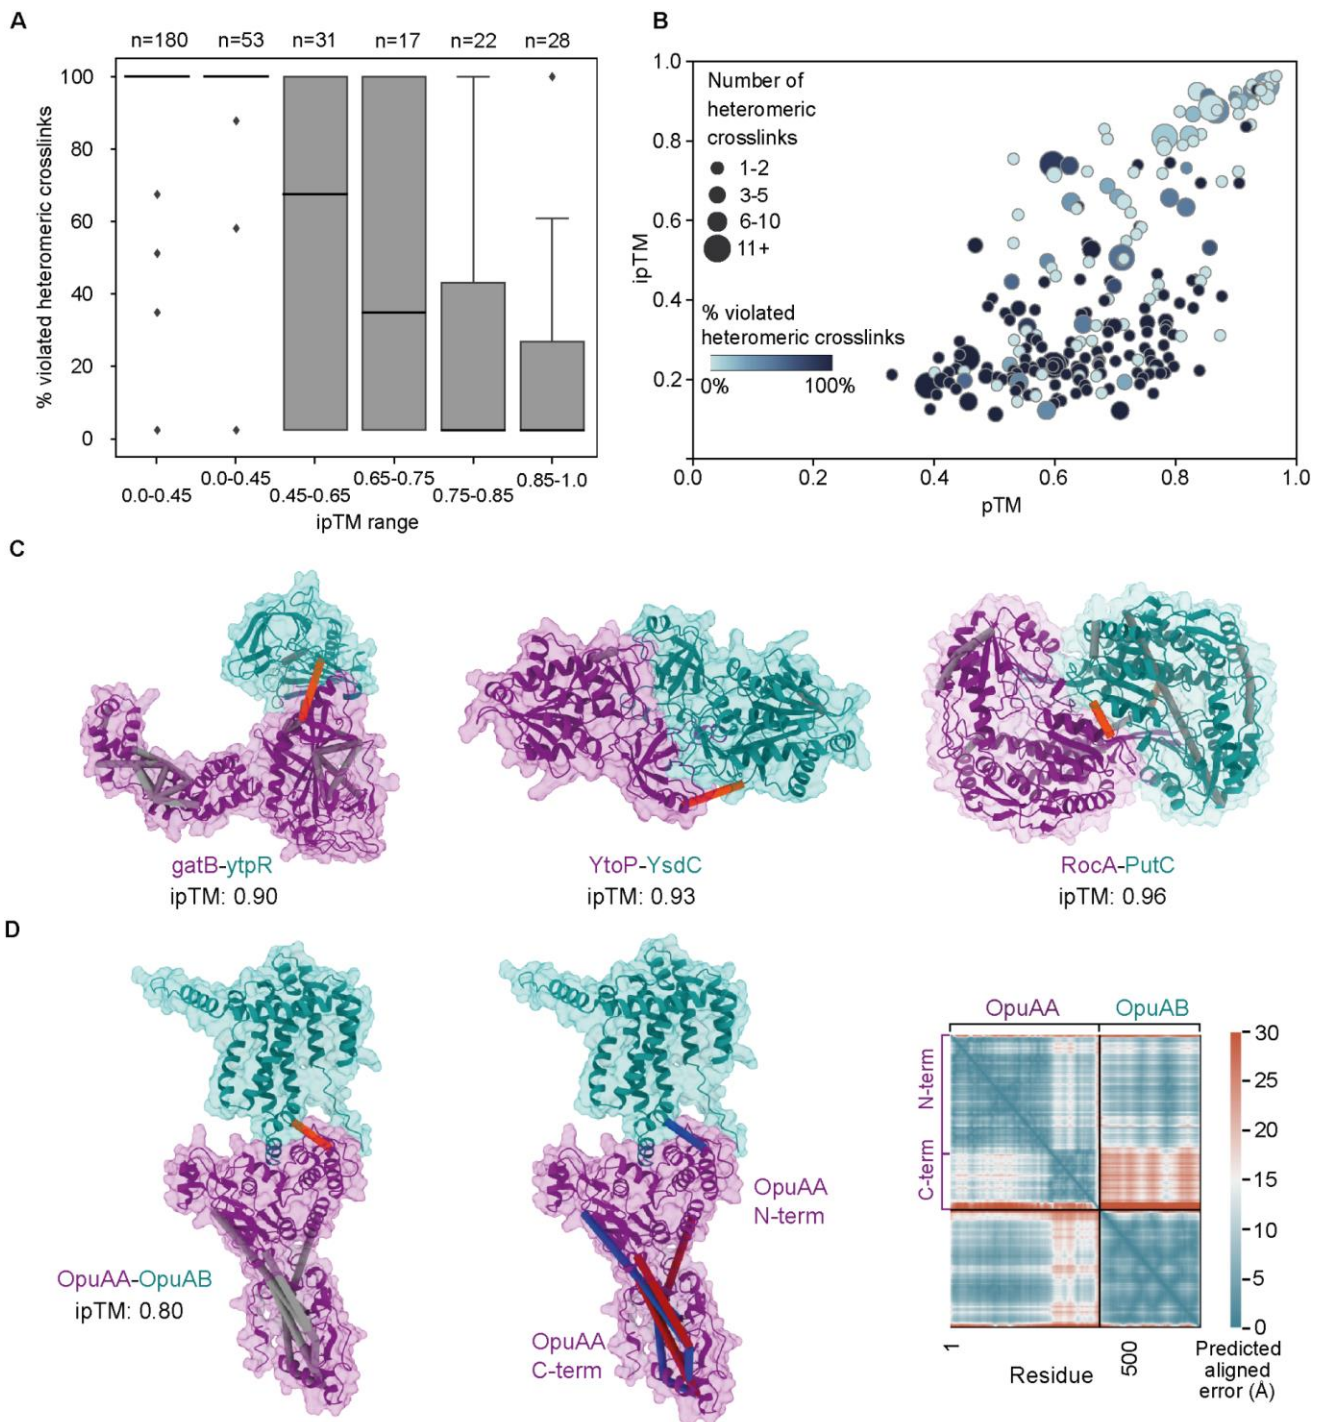 A
n=180 n=53 n=31 n=17 n=22 n=28
100
80
60
40
20
0
% violated heteromeric crosslinks
0.0-0.45 0.0-0.45 0.45-0.65 0.65-0.75 0.75-0.85 0.85-1.0
ipTM range
B
1.0
0.8
0.6
0.4
0.2
ipTM
Number of
heteromeric
crosslinks
1-2
3-5
6-10
11+
% violated
heteromeric crosslinks
0% 100%
0.0 0.2 0.4 0.6 0.8 1.0
pTM
C
gatB-ytpR
ipTM: 0.90
YtoP-YsdC
ipTM: 0.93
RocA-PutC
ipTM: 0.96
D
OpuAA-OpuAB
ipTM: 0.80
OpuAA
N-term
OpuAA
C-term
OpuAA OpuAB
N-term
C-term
1
500
Residue
30
25
20
15
10
5
0
Predicted
aligned
error (Å)